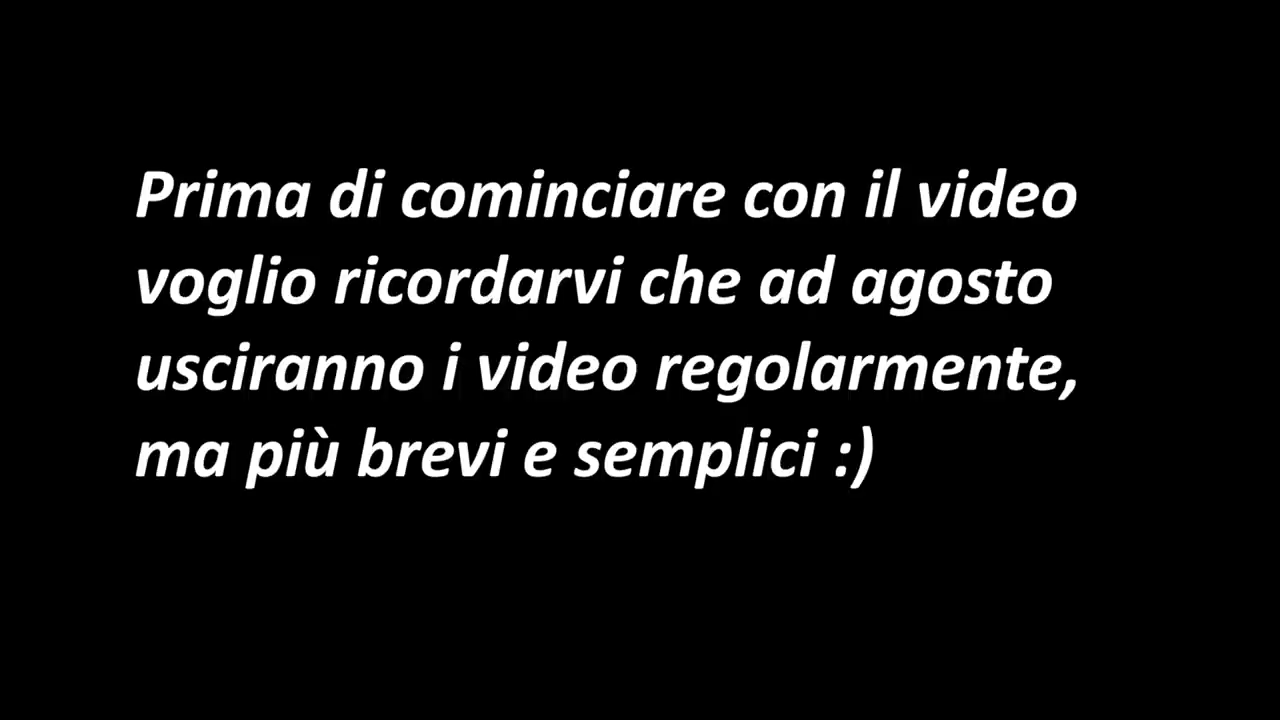 Prima di cominciare con il video
voglio ricordarvi che ad agosto
usciranno i video regolarmente,
ma più brevi e semplici :)